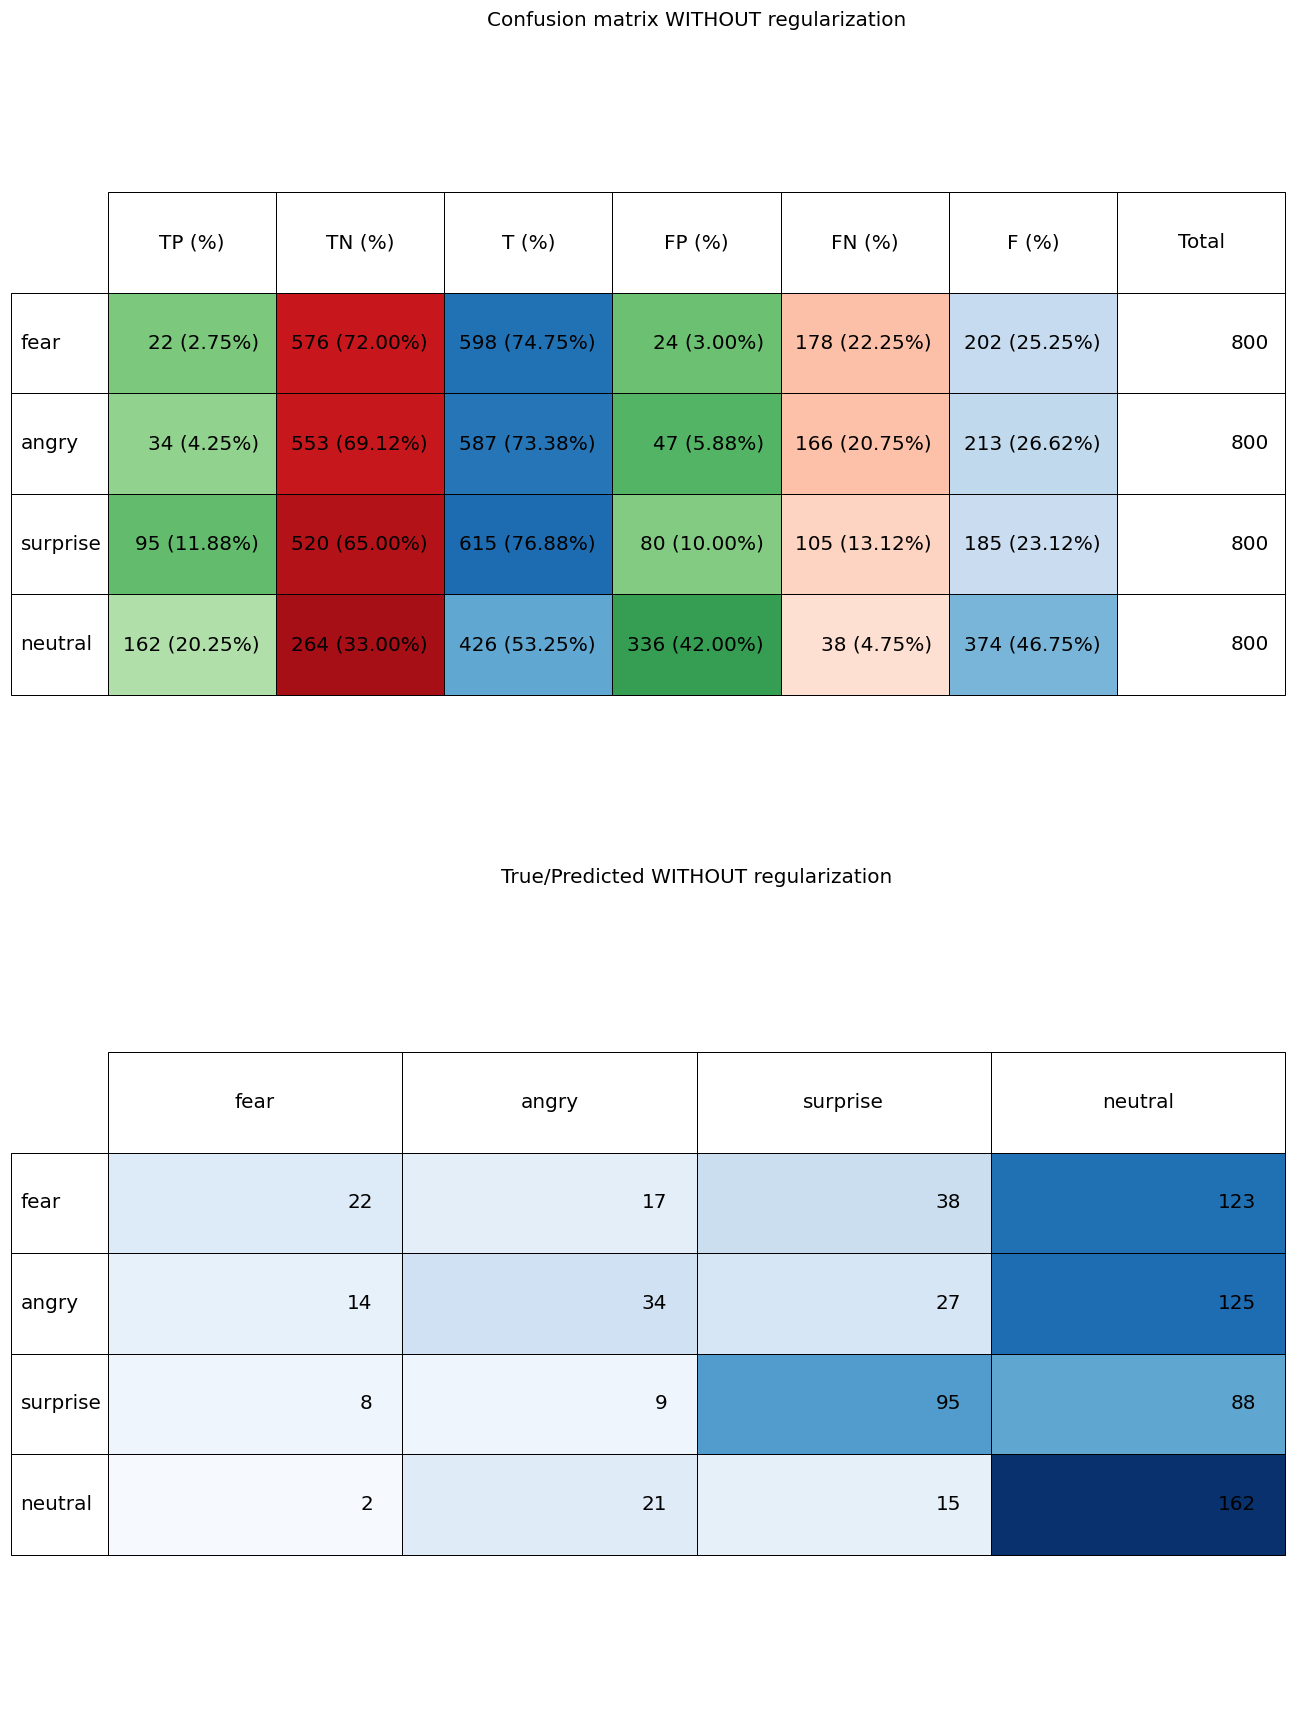 Confusion matrix WITHOUT regularization
TP (%) TN (%) T (%) FP (%) FN (%) F (%) Total
fear 22 (2.75%) 576 (72.00%) 598 (74.75%) 24 (3.00%) 178 (22.25%) 202 (25.25%) 800
angry 34 (4.25%) 553 (69.12%) 587 (73.38%) 47 (5.88%) 166 (20.75%) 213 (26.62%) 800
surprise 95 (11.88%) 520 (65.00%) 615 (76.88%) 80 (10.00%) 105 (13.12%) 185 (23.12%) 800
neutral 162 (20.25%) 264 (33.00%) 426 (53.25%) 336 (42.00%) 38 (4.75%) 374 (46.75%) 800
True/Predicted WITHOUT regularization
fear angry surprise neutral
fear 22 17 38 123
angry 14 34 27 125
surprise 8 9 95 88
neutral 2 21 15 162